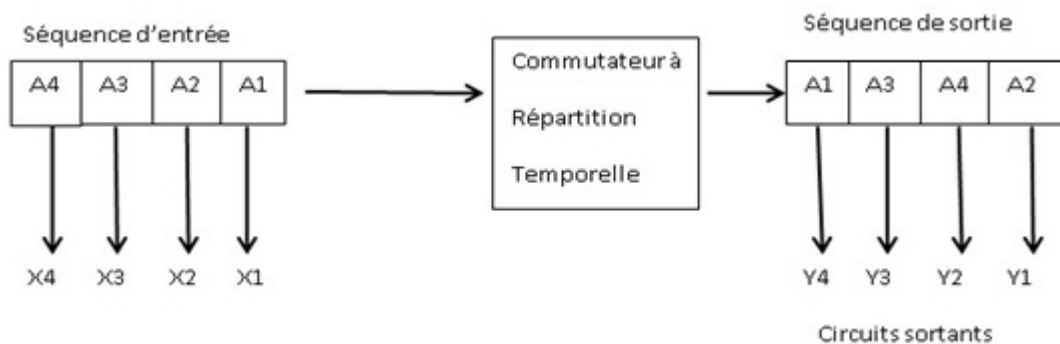 Séquence d'entrée
A4 A3 A2 A1
X4 X3 X2 X1
Commutateur à
Répartition
Temporelle
Séquence de sortie
A1 A3 A4 A2
Y4 Y3 Y2 Y1
Circuits sortants